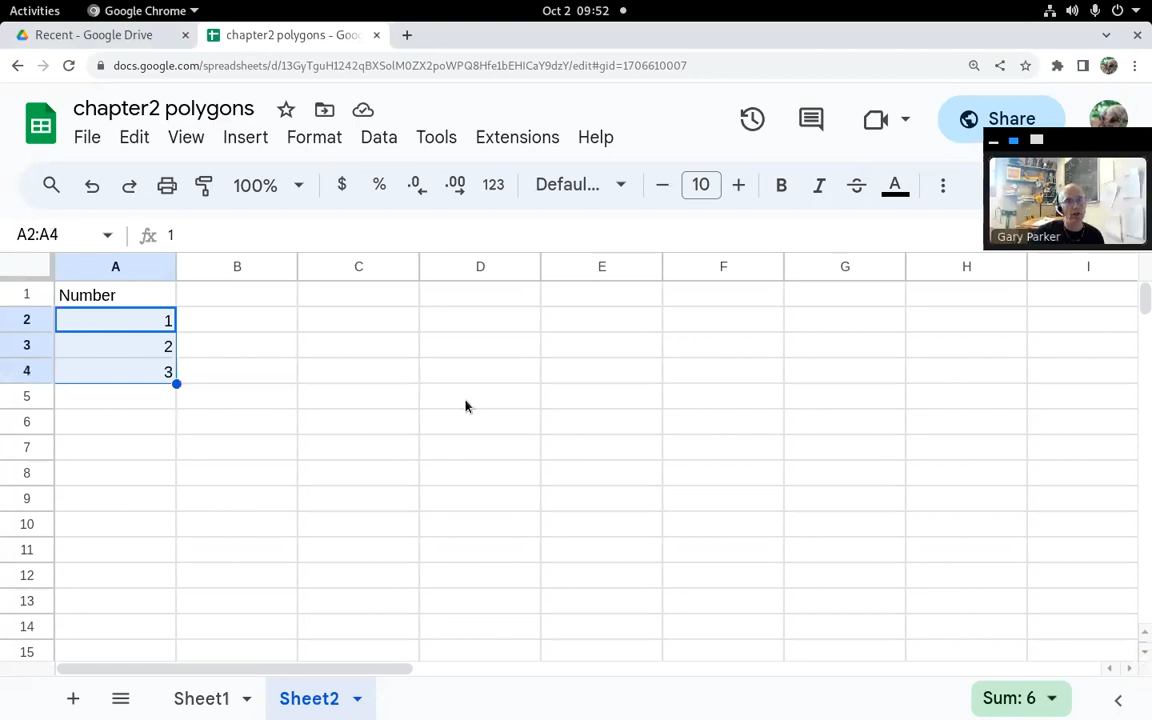 Activities Google Chrome Oct 2 09:52
Recent - Google Drive chapter2 polygons - Goo
docs.google.com/spreadsheets/d/13GyTguH1242qBXSolM0ZX2poWPQ8Hfe1bEHICaY9dzY/edit#gid=1706610007
chapter2 polygons
Share
File Edit View Insert Format Data Tools Extensions Help
100% $ % .0 .00 123 Defaul... 10 B I A
Gary Parker
A2:A4 fx 1
A B C D E F G H I
1 Number
2 1
3 2
4 3
5
6
7
8
9
10
11
12
13
14
15
Sheet1 Sheet2 Sum: 6